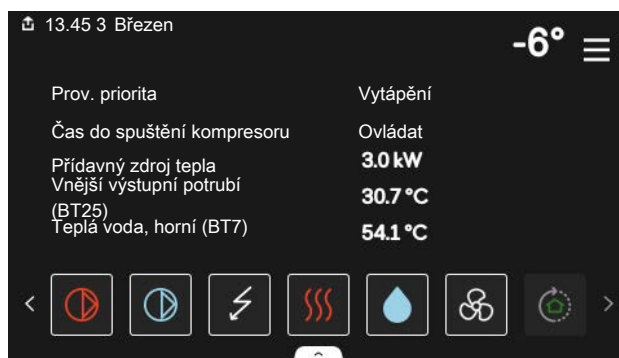 13.45 3 Březen
-6°
Prov. priorita Vytápění
Čas do spuštění kompresoru Ovládat
Přídavný zdroj tepla 3.0 kW
Vnější výstupní potrubí
(BT25) 30.7 °C
Teplá voda, horní (BT7) 54.1 °C